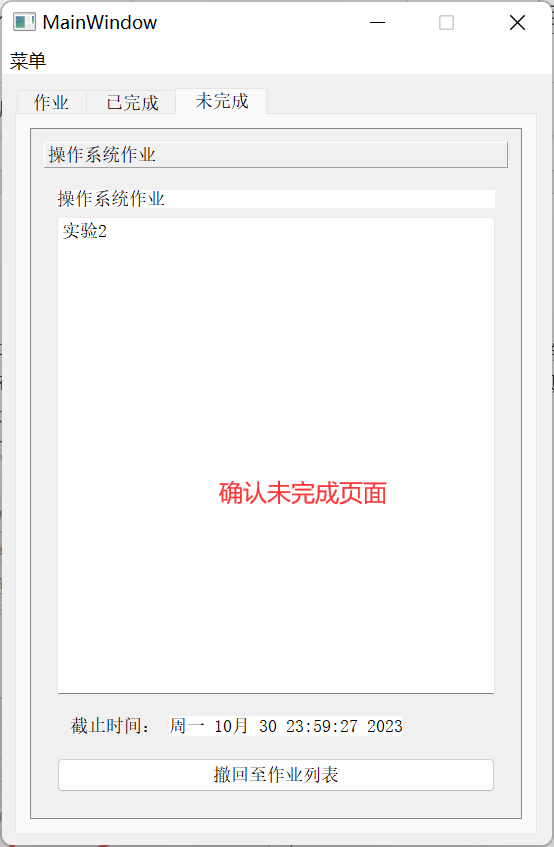 MainWindow
菜单
作业 已完成 未完成
操作系统作业
操作系统作业
实验2
确认未完成页面
截止时间： 周一 10月 30 23:59:27 2023
撤回至作业列表